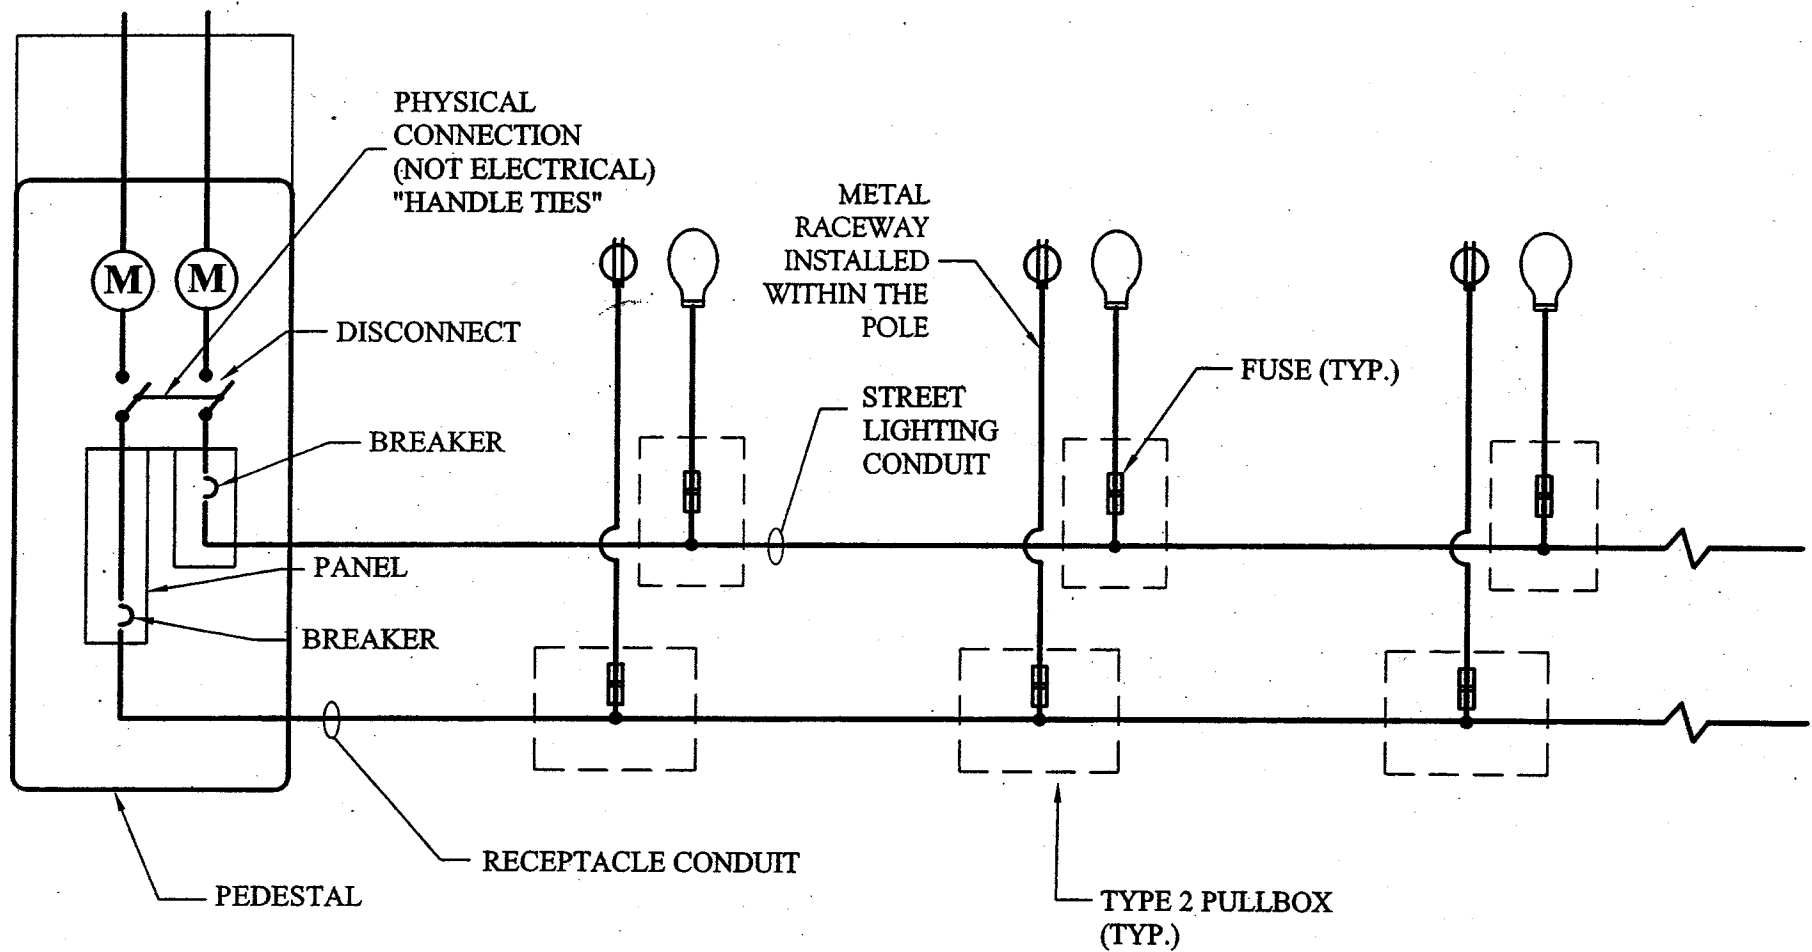 PHYSICAL
CONNECTION
(NOT ELECTRICAL)
"HANDLE TIES"
METAL
RACEWAY
INSTALLED
WITHIN THE
POLE
M
M
DISCONNECT
FUSE (TYP.)
STREET
LIGHTING
CONDUIT
BREAKER
PANEL
BREAKER
RECEPTACLE CONDUIT
PEDESTAL
TYPE 2 PULLBOX
(TYP.)